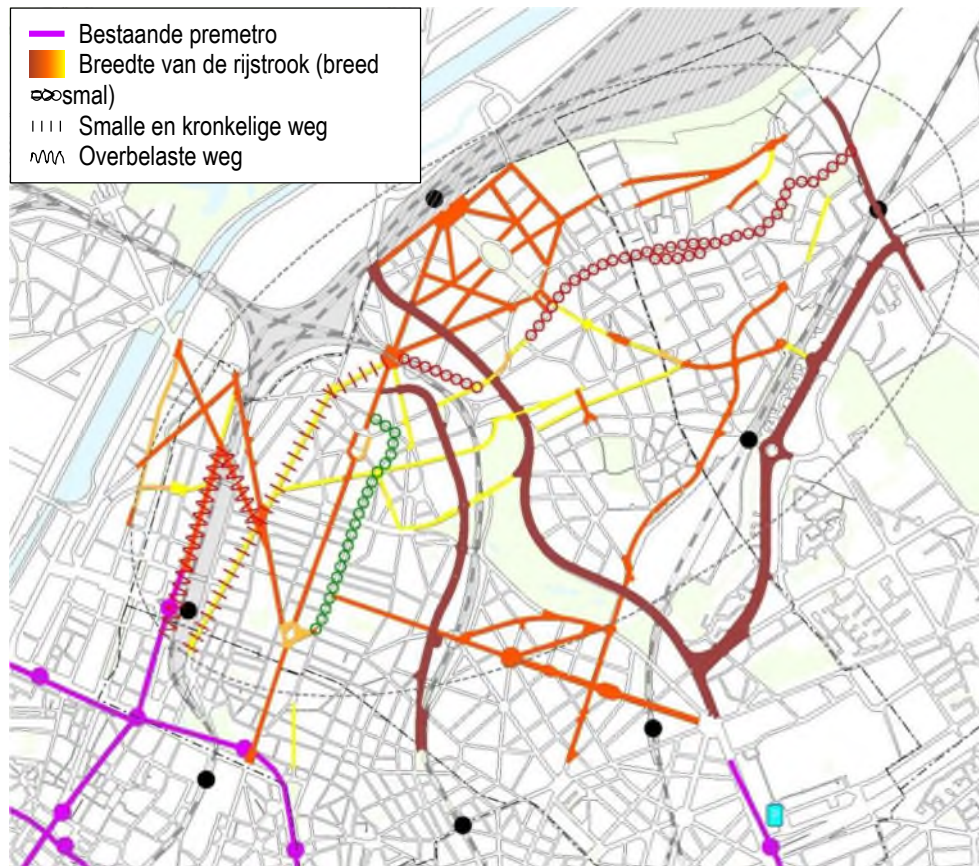 Bestaande premetro
Breedte van de rijstrook (breed
smal)
Smalle en kronkelige weg
Overbelaste weg